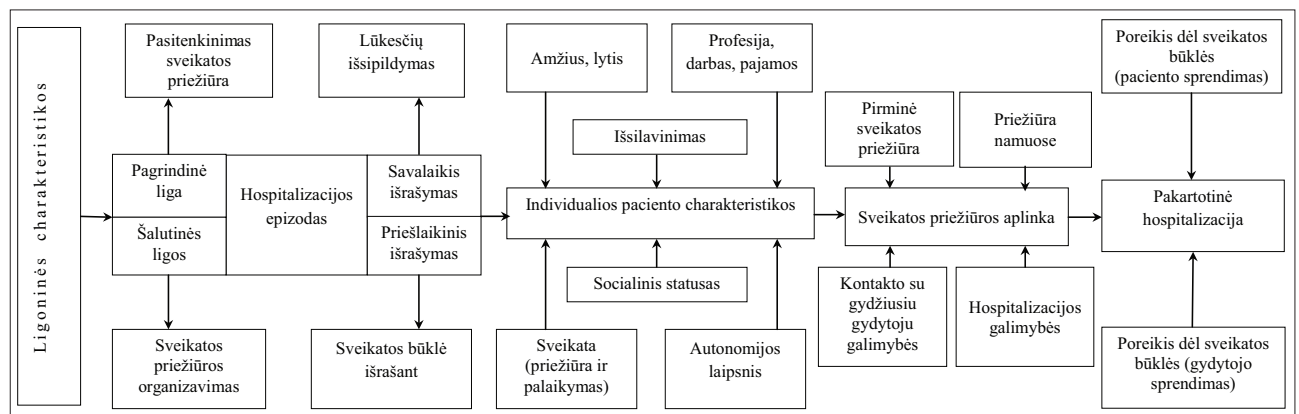 Ligoninės charakteristikos
Pasitenkinimas
sveikatos
priežiūra
Pagrindinė
liga
Šalutinės
ligos
Sveikatos
priežiūros
organizavimas
Hospitalizacijos
epizodas
Lūkesčių
išsipildymas
Savalaikis
išrašymas
Priešlaikinis
išrašymas
Sveikatos būklė
išrašant
Amžius, lytis
Profesija,
darbas, pajamos
Išsilavinimas
Individualios paciento charakteristikos
Socialinis statusas
Sveikata
(priežiūra ir
palaikymas)
Autonomijos
laipsnis
Pirminė
sveikatos
priežiūra
Priežiūra
namuose
Sveikatos priežiūros aplinka
Kontakto su
gydžiusiu
gydytoju
galimybės
Hospitalizacijos
galimybės
Poreikis dėl sveikatos
būklės
(paciento sprendimas)
Pakartotinė
hospitalizacija
Poreikis dėl sveikatos
būklės (gydytojo
sprendimas)